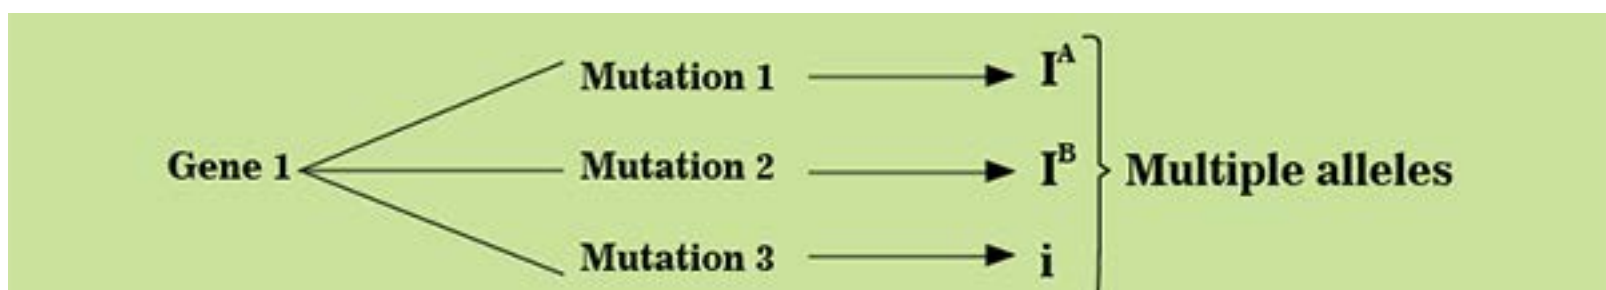 Mutation 1 I^A
Gene 1 Mutation 2 I^B Multiple alleles
Mutation 3 i